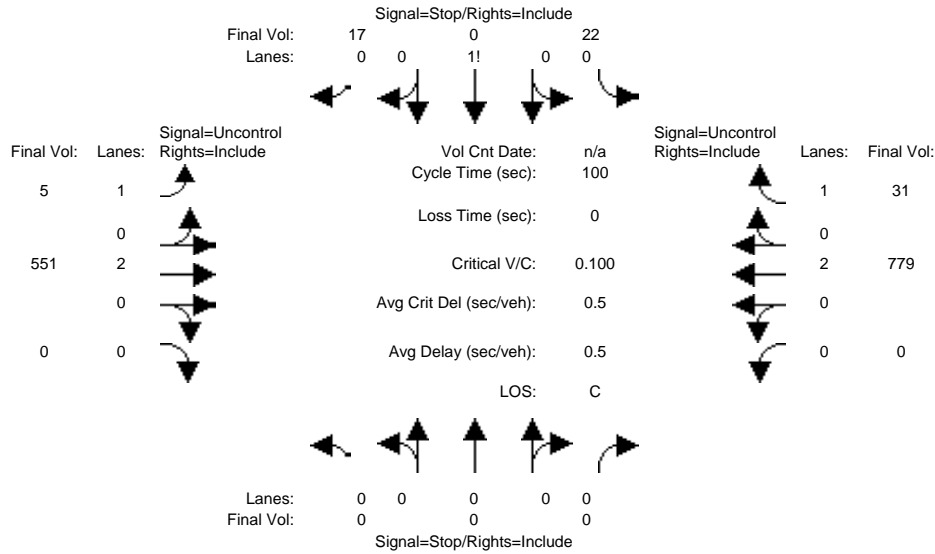 Signal=Stop/Rights=Include
Final Vol: 17 0 22
Lanes: 0 0 1! 0 0
Signal=Uncontrol
Final Vol: Lanes: Rights=Include
Vol Cnt Date: n/a
Signal=Uncontrol
Rights=Include Lanes: Final Vol:
Cycle Time (sec): 100
5 1
1 31
Loss Time (sec): 0
0
0
551 2
Critical V/C: 0.100
2 779
0
Avg Crit Del (sec/veh): 0.5
0
0 0
Avg Delay (sec/veh): 0.5
0 0
LOS: C
Lanes: 0 0 0 0 0
Final Vol: 0 0 0
Signal=Stop/Rights=Include